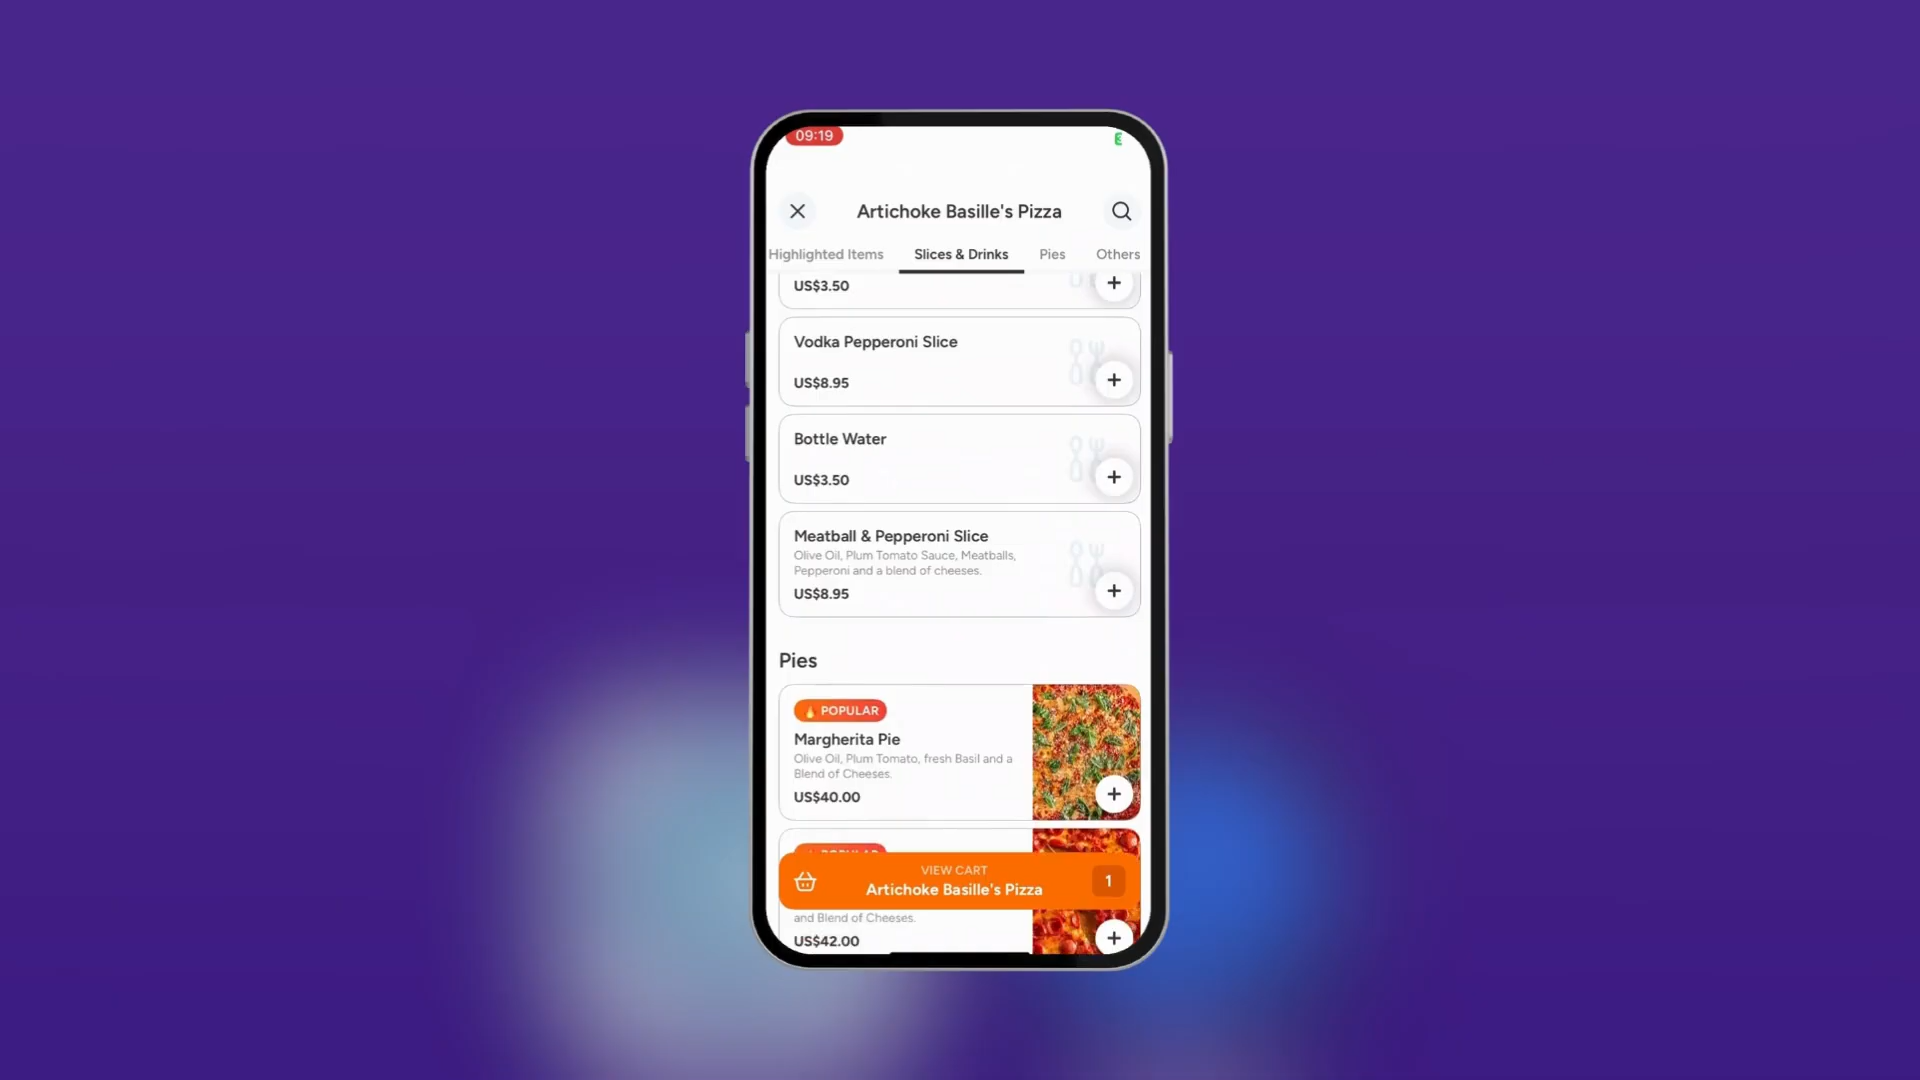 09:19
Artichoke Basille's Pizza
Highlighted Items Slices & Drinks Pies Others
US$3.50
Vodka Pepperoni Slice
US$8.95
Bottle Water
US$3.50
Meatball & Pepperoni Slice
Olive Oil, Plum Tomato Sauce, Meatballs,
Pepperoni and a blend of cheeses.
US$8.95
Pies
POPULAR
Margherita Pie
Olive Oil, Plum Tomato, fresh Basil and a
Blend of Cheeses.
US$40.00
POPULAR
VIEW CART
Artichoke Basille's Pizza
1
and Blend of Cheeses.
US$42.00